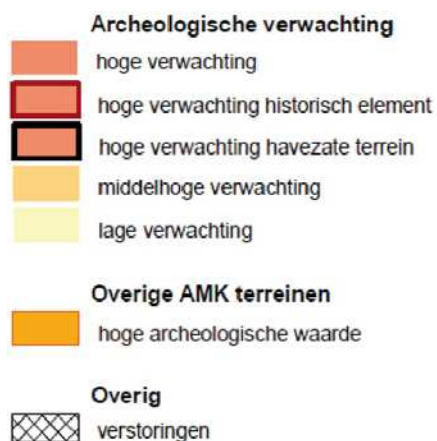 Archeologische verwachting
hoge verwachting
hoge verwachting historisch element
hoge verwachting havezate terrein
middelhoge verwachting
lage verwachting
Overige AMK terreinen
hoge archeologische waarde
Overig
verstoringen